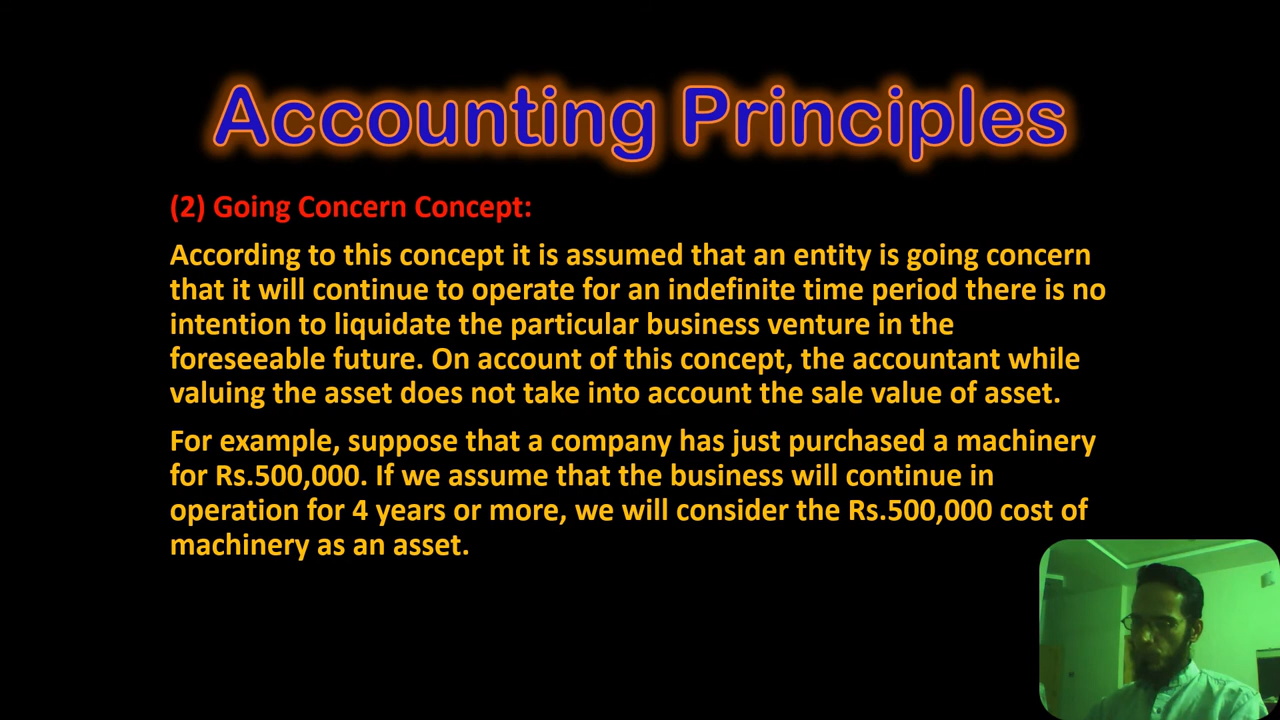 Accounting Principles
(2) Going Concern Concept:
According to this concept it is assumed that an entity is going concern
that it will continue to operate for an indefinite time period there is no
intention to liquidate the particular business venture in the
foreseeable future. On account of this concept, the accountant while
valuing the asset does not take into account the sale value of asset.
For example, suppose that a company has just purchased a machinery
for Rs.500,000. If we assume that the business will continue in
operation for 4 years or more, we will consider the Rs.500,000 cost of
machinery as an asset.